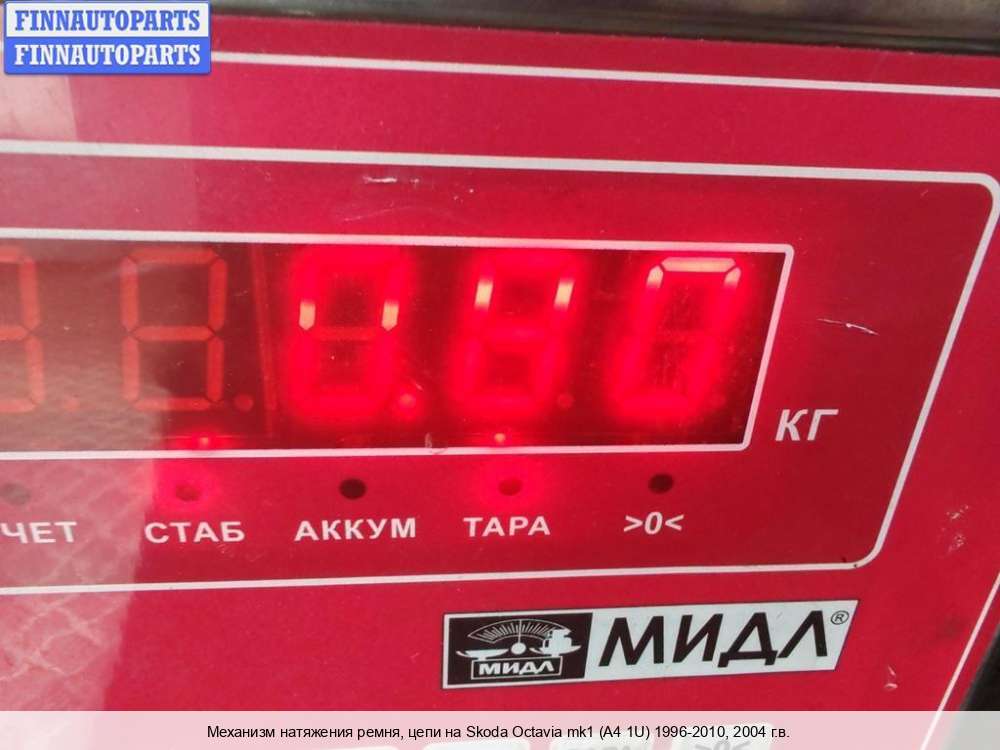 FINNAUTOPARTS
FINNAUTOPARTS
КГ
ЧЕТ СТАБ АККУМ ТАРА >0<
МИДЛ МИДЛ®
>0<
Механизм натяжения ремня, цепи на Skoda Octavia mk1 (A4 1U) 1996-2010, 2004 г.в.